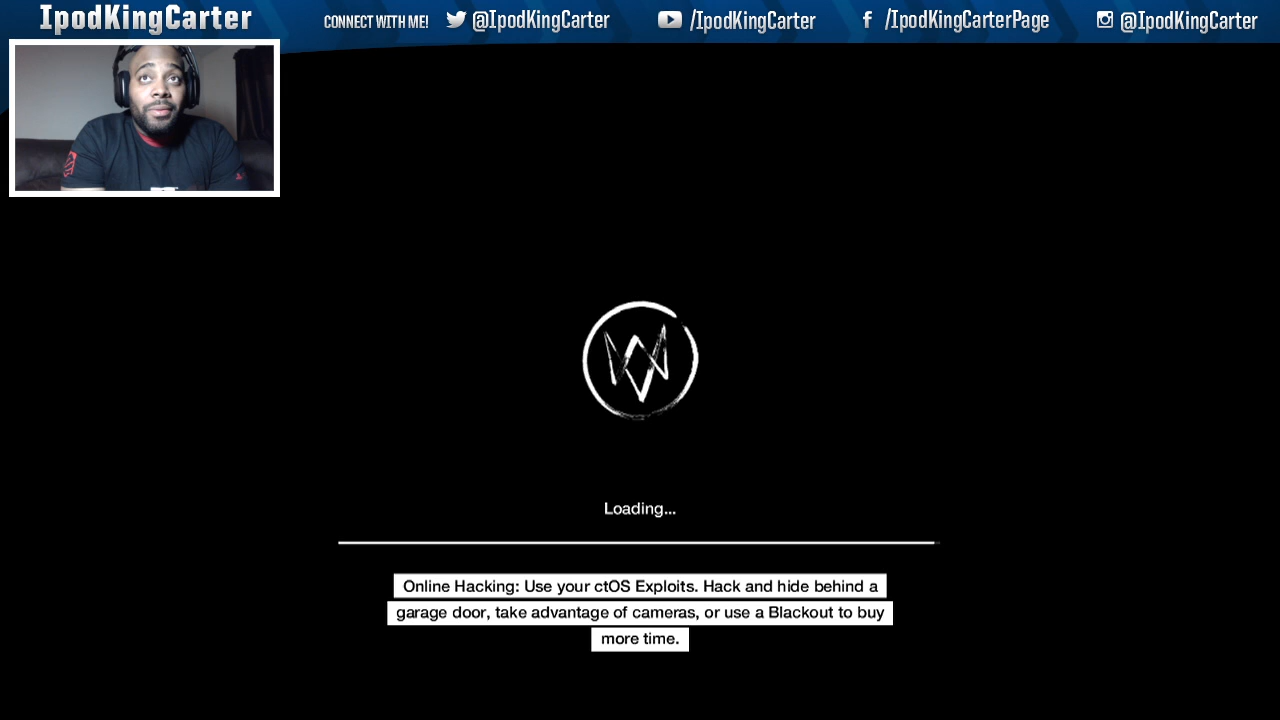 IpodKingCarter
CONNECT WITH ME! @IpodKingCarter /IpodKingCarter /IpodKingCarterPage @IpodKingCarter
Loading...
Online Hacking: Use your ctOS Exploits. Hack and hide behind a
garage door, take advantage of cameras, or use a Blackout to buy
more time.